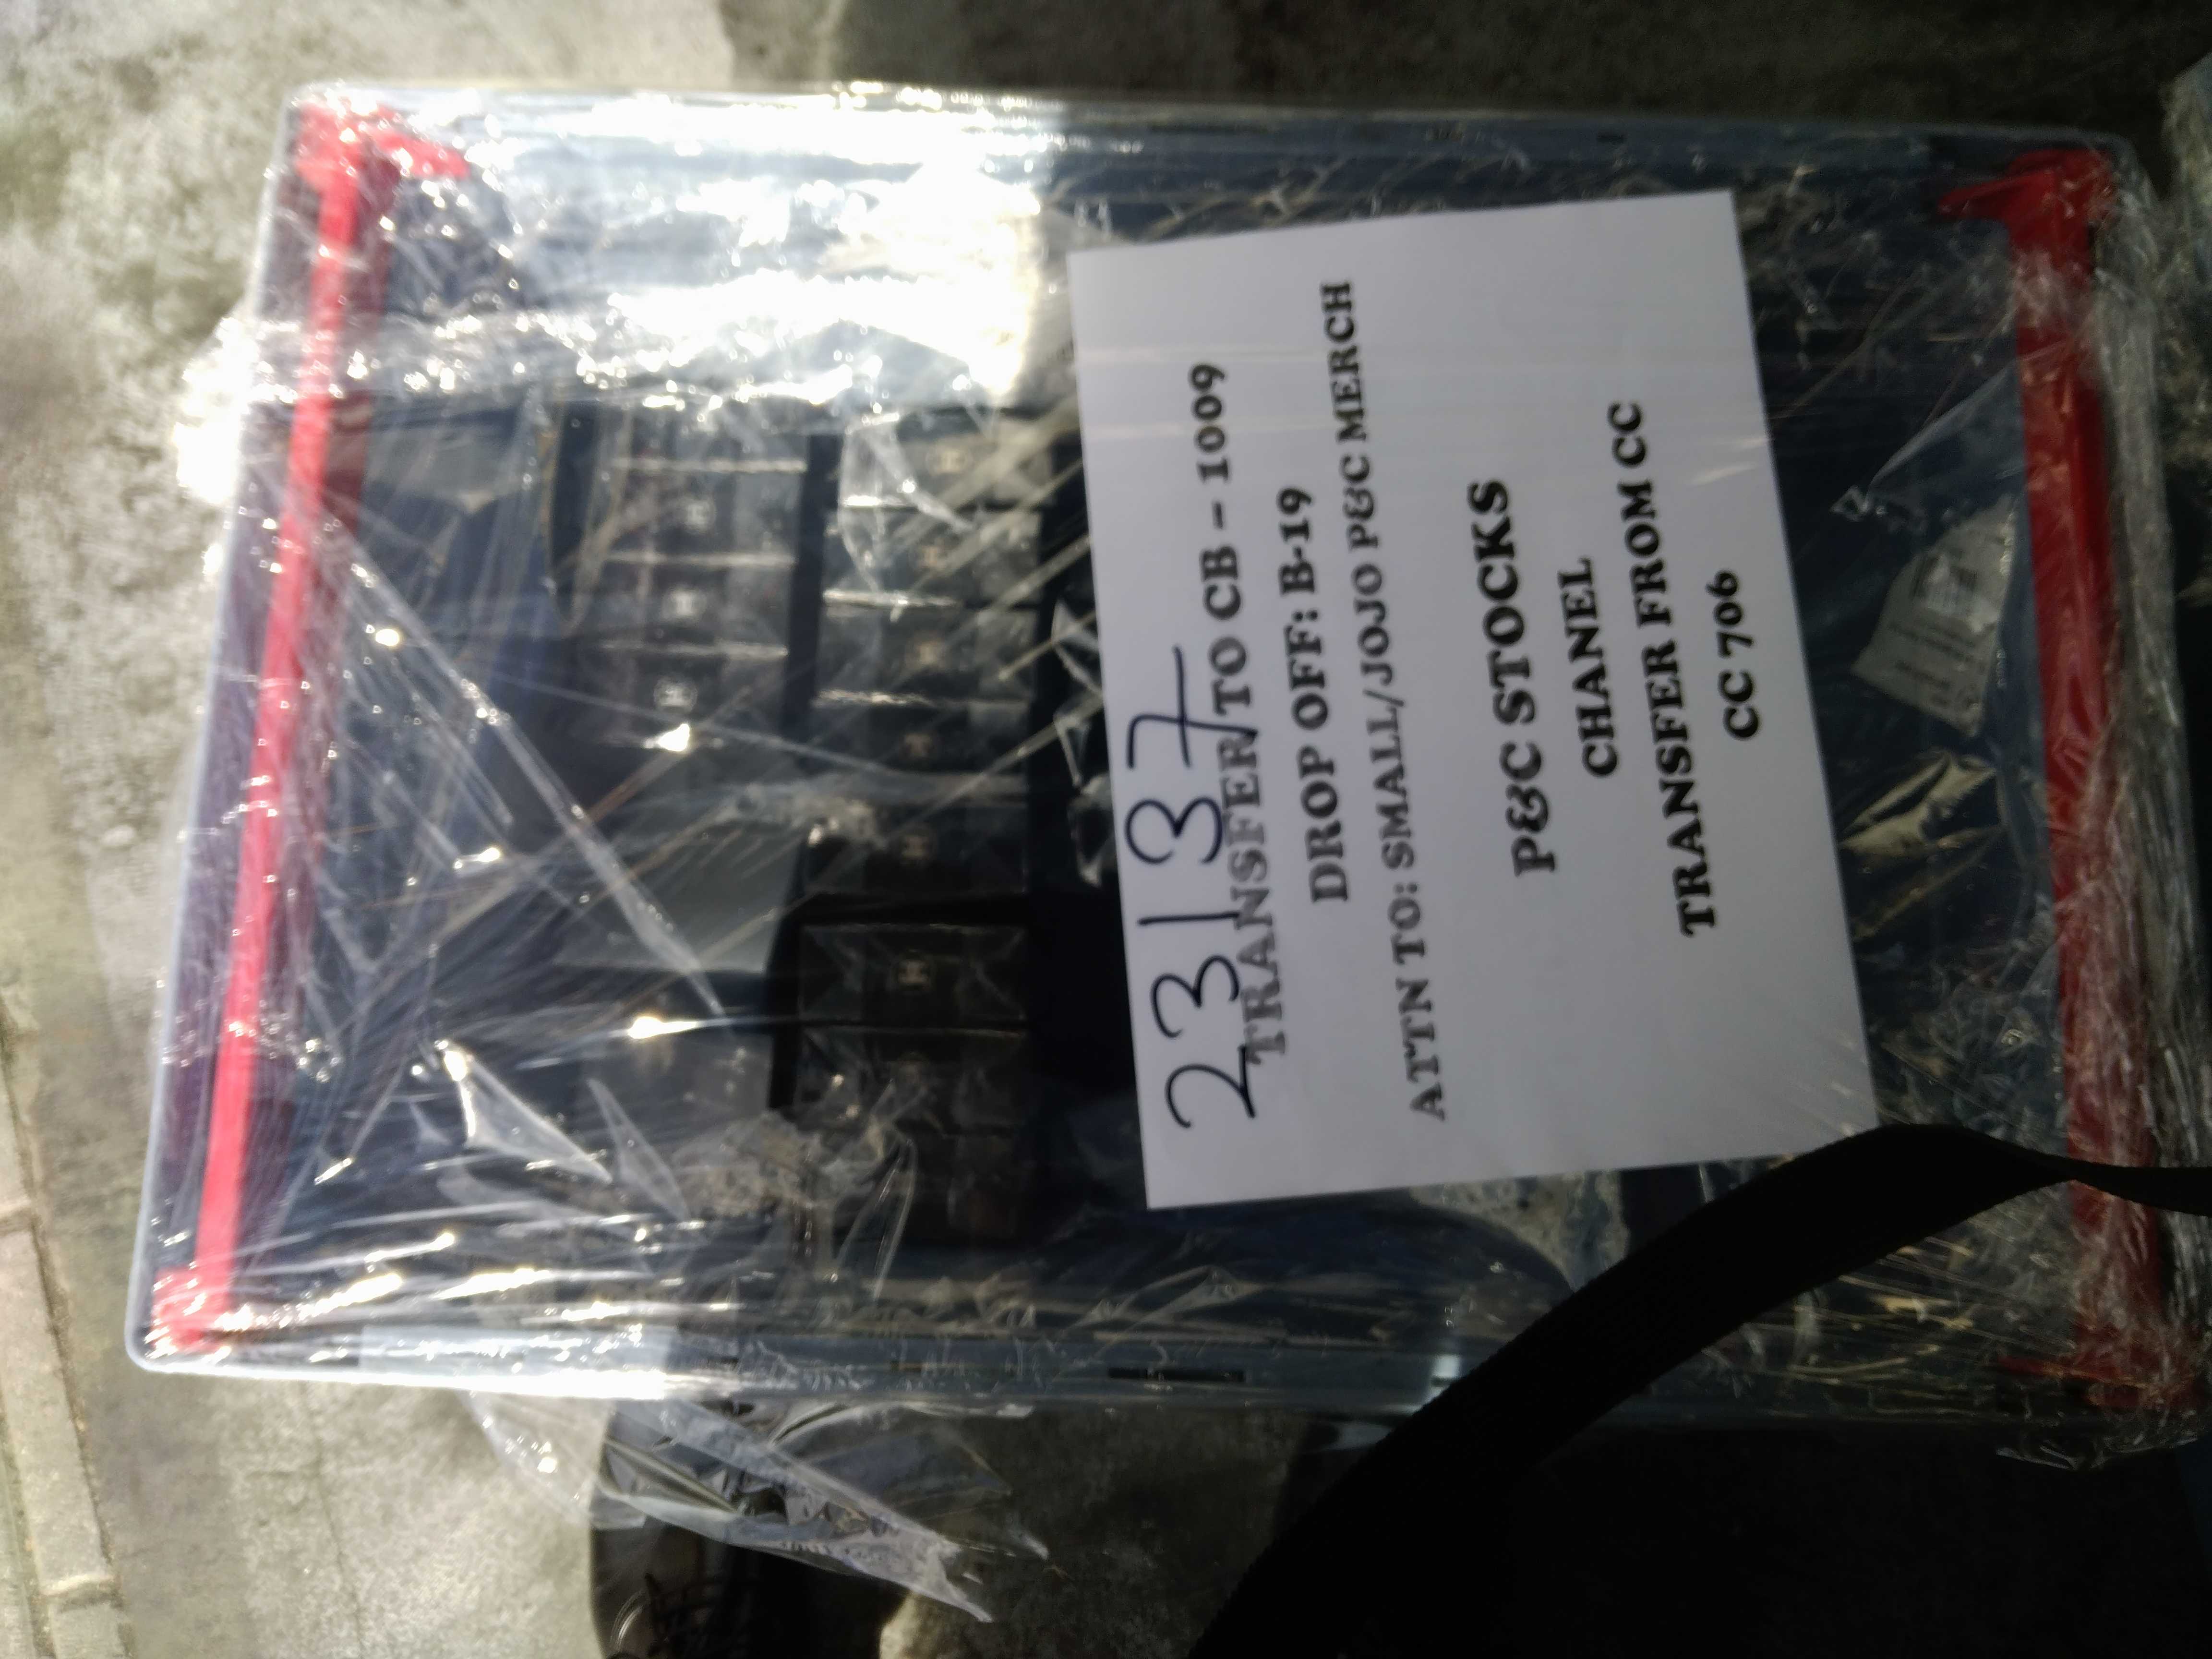 23137
TRANSFER TO CB - 1009
DROP OFF: B-19
ATTN TO: SMALL/JOJO P&C MERCH
P&C STOCKS
CHANEL
TRANSFER FROM CC
CC 706